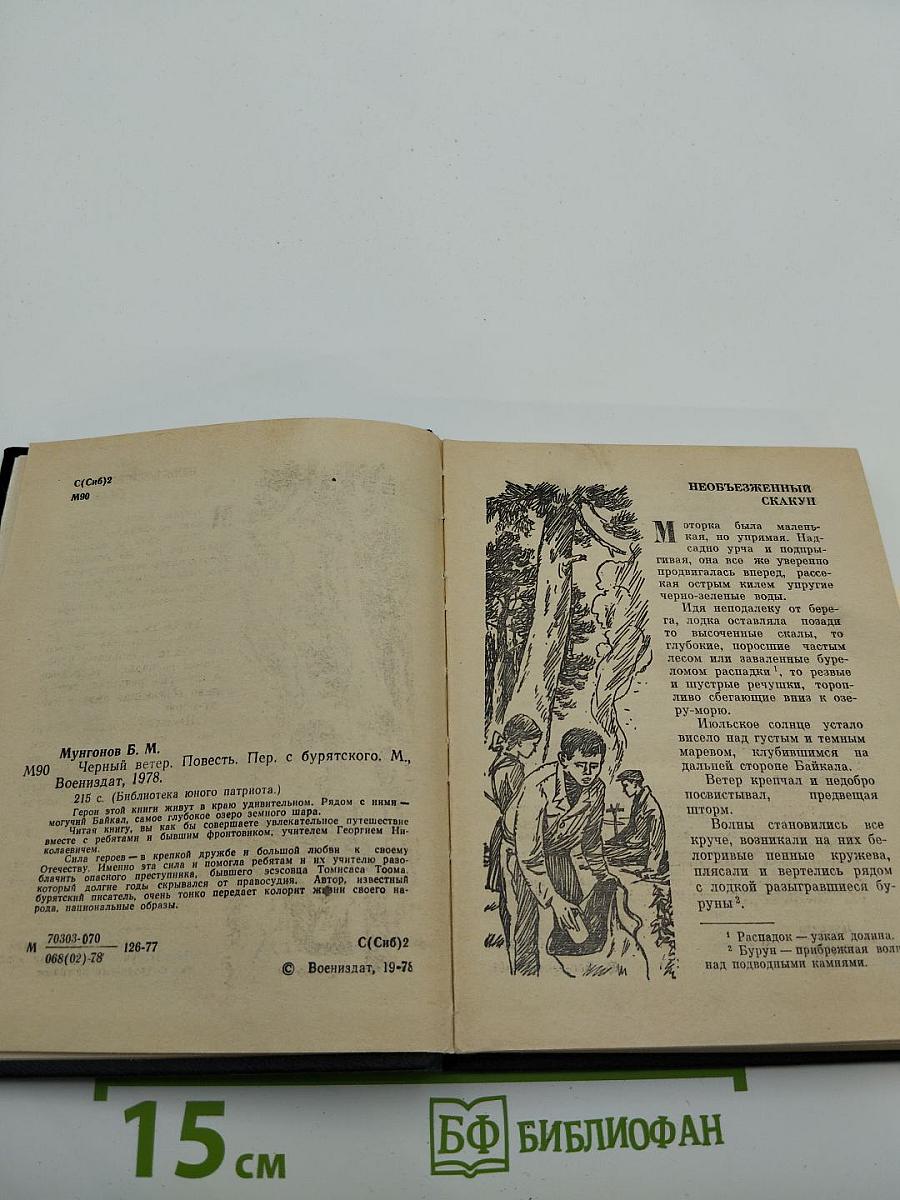 С(Сиб)2
М90
Мунгонов Б. М.
М90 Черный ветер. Повесть. Пер. с бурятского. М.,
Воениздат, 1978.
215 с. (Библиотека юного патриота.)
Герои этой книги живут в краю удивительном. Рядом с ними —
могучий Байкал, самое глубокое озеро земного шара.
Читая книгу, вы как бы совершаете увлекательное путешествие
вместе с ребятами и бывшим фронтовиком, учителем Георгием Ни-
колаевичем.
Сила героев — в крепкой дружбе и большой любви к своему
Отечеству. Именно эта сила и помогла ребятам и их учителю разо-
блачить опасного преступника, бывшего эсэсовца Томисаса Тоома,
который долгие годы скрывался от правосудия. Автор, известный
бурятский писатель, очень тонко передает колорит жизни своего на-
рода, национальные образы.
М 70303-070
068(02)-78 126-77
С(Сиб)2
© Воениздат, 19-78
НЕОБЪЕЗЖЕННЫЙ
СКАКУН
Моторка была малень-
кая, но упрямая. Над-
садно урча и подпры-
гивая, она все же уверенно
продвигалась вперед, рассе-
кая острым килем упругие
черно-зеленые воды.
Идя неподалеку от бере-
га, лодка оставляла позади
то высоченные скалы, то
глубокие, поросшие частым
лесом или заваленные буре-
ломом распадки¹, то резвые
и шустрые речушки, тороп-
ливо сбегающие вниз к озе-
ру-морю.
Июльское солнце устало
висело над густым и темным
маревом, клубившимся на
дальней стороне Байкала.
Ветер крепчал и недобро
посвистывал, предвещая
шторм.
Волны становились все
круче, возникали на них бе-
логривые пенные кружева,
плясали и вертелись рядом
с лодкой разыгравшиеся бу-
руны².
¹ Распадок — узкая долина.
² Бурун — прибрежная волн
над подводными камнями.
15 см
БФ БИБЛИОФАН